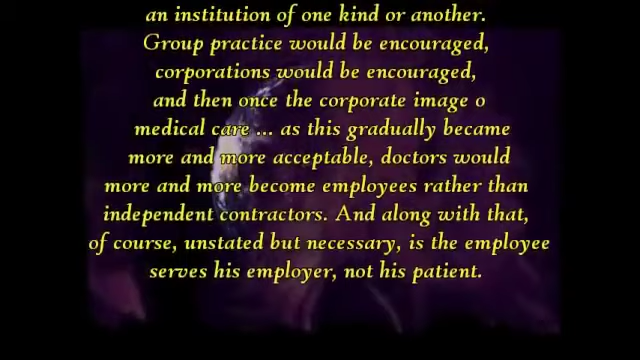 an institution of one kind or another.
Group practice would be encouraged,
corporations would be encouraged,
and then once the corporate image o
medical care ... as this gradually became
more and more acceptable, doctors would
more and more become employees rather than
independent contractors. And along with that,
of course, unstated but necessary, is the employee
serves his employer, not his patient.